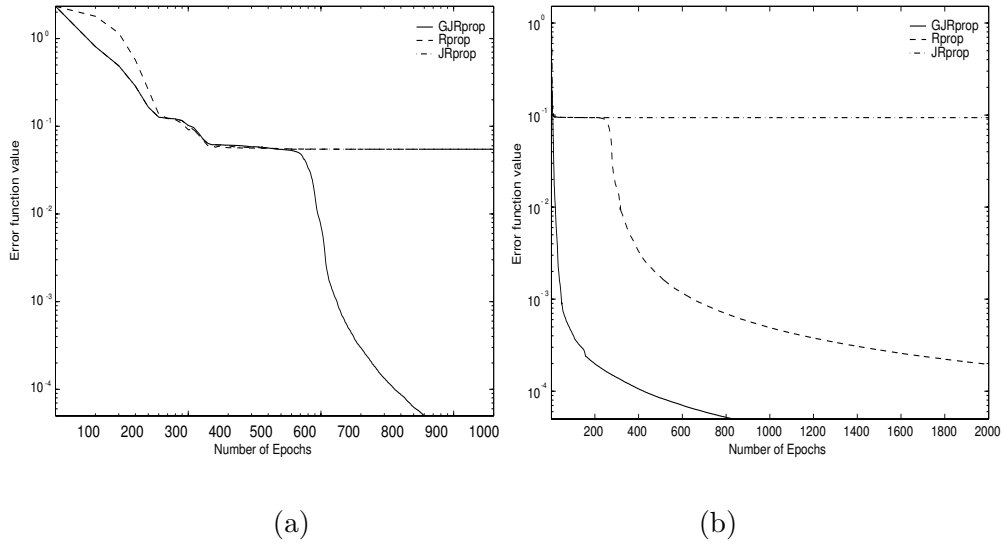 GJRprop
Rprop
JRprop
10^0
10^-1
10^-2
10^-3
10^-4
Error function value
100 200 300 400 500 600 700 800 900 1000
Number of Epochs
(a)
GJRprop
Rprop
JRprop
10^0
10^-1
10^-2
10^-3
10^-4
Error function value
200 400 600 800 1000 1200 1400 1600 1800 2000
Number of Epochs
(b)